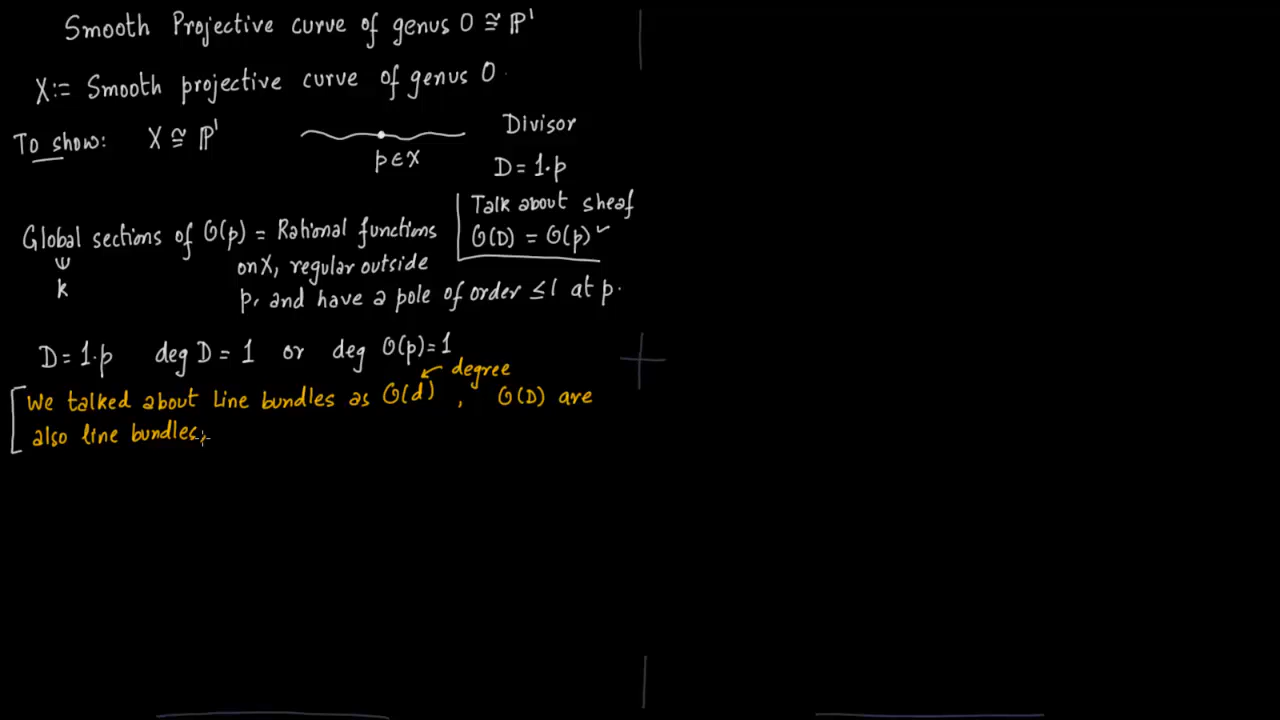 Smooth Projective curve of genus 0 ≅ ℙ¹
X:= Smooth projective curve of genus 0.
To show: X ≅ ℙ¹
p ∈ X
Divisor
D = 1·p
Talk about sheaf
O(D) = O(p) ✓
Global sections of O(p) = Rational functions
on X, regular outside
p, and have a pole of order ≤ 1 at p.
ψ
k
D = 1·p deg D = 1 or deg O(p) = 1
degree
We talked about Line bundles as O(d), O(D) are
also line bundles,